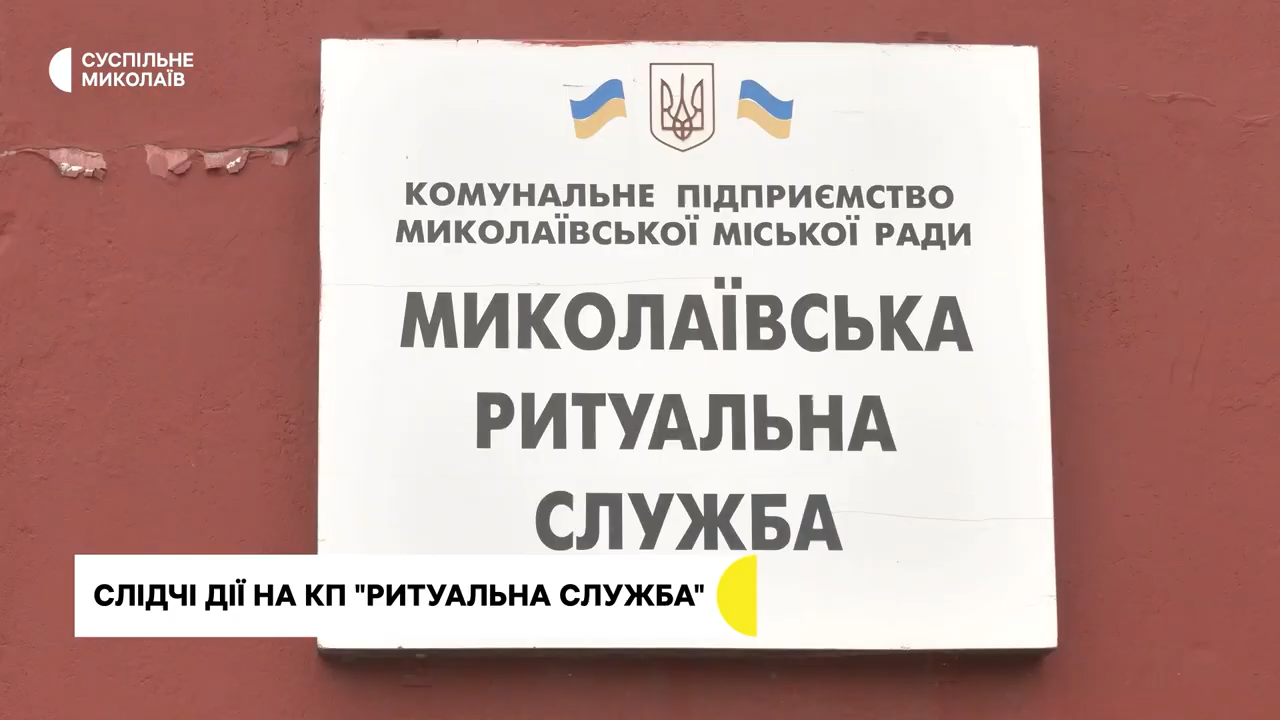 СУСПІЛЬНЕ
МИКОЛАЇВ
КОМУНАЛЬНЕ ПІДПРИЄМСТВО
МИКОЛАЇВСЬКОЇ МІСЬКОЇ РАДИ
МИКОЛАЇВСЬКА
РИТУАЛЬНА
СЛУЖБА
СЛІДЧІ ДІЇ НА КП "РИТУАЛЬНА СЛУЖБА"